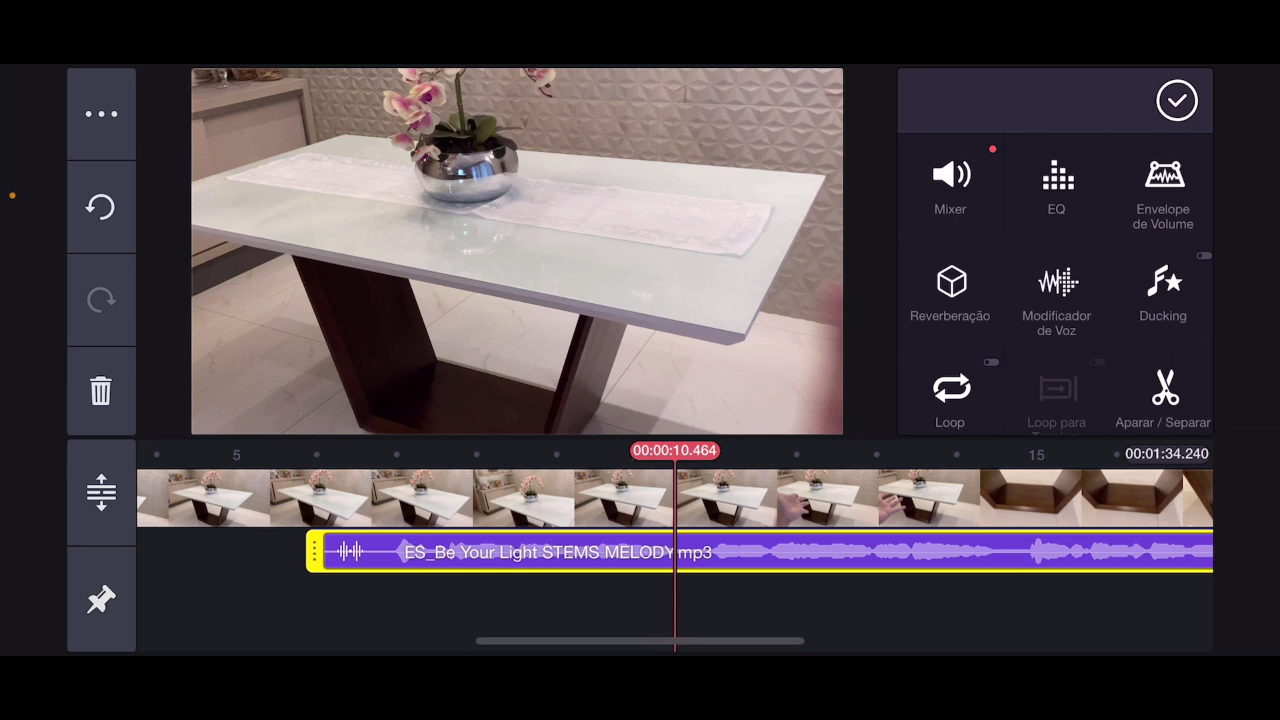 Mixer
EQ
Envelope
de Volume
Reverberação
Modificador
de Voz
Ducking
Loop
Loop para
Aparar / Separar
5
00:00:10.464
15
00:01:34.240
ES_Be Your Light STEMS MELODY.mp3